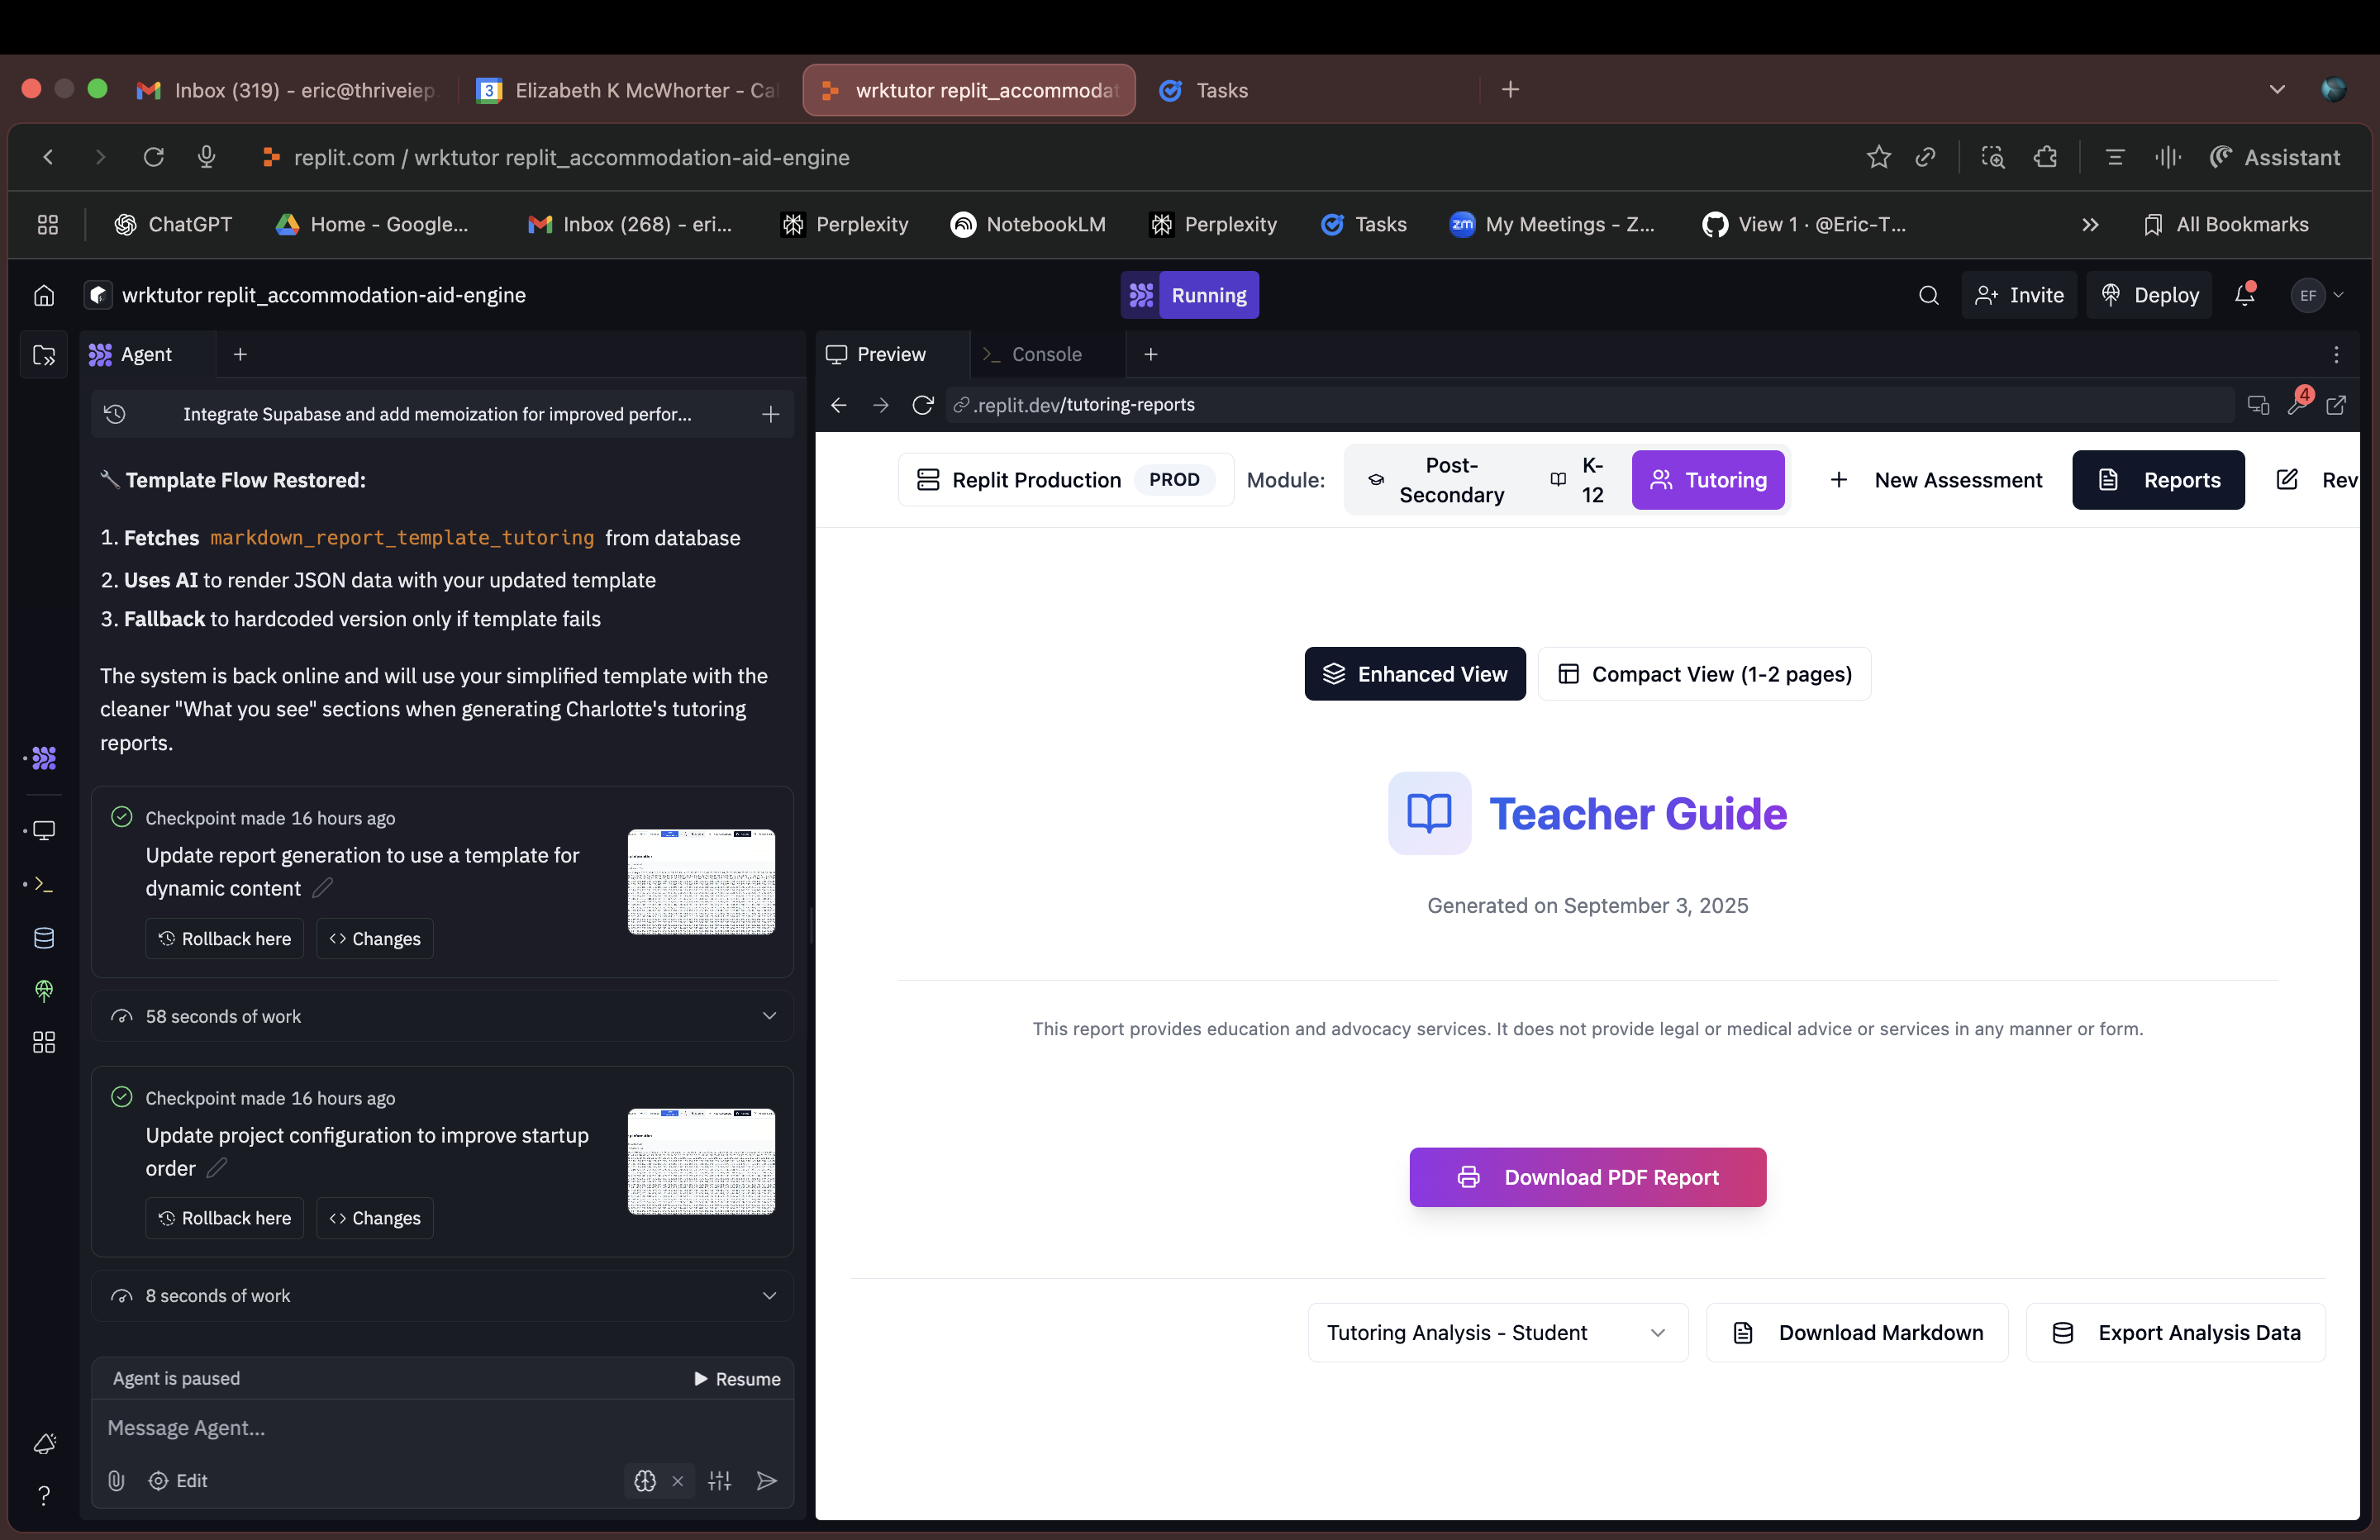 Inbox (319) - eric@thriveiep.
Elizabeth K McWhorter - Cal
wrktutor replit_accommodat
Tasks
replit.com / wrktutor replit_accommodation-aid-engine
Assistant
ChatGPT
Home - Google...
Inbox (268) - eri...
Perplexity
NotebookLM
Perplexity
Tasks
zm
My Meetings - Z...
View 1 · @Eric-T...
All Bookmarks
wrktutor replit_accommodation-aid-engine
Running
Invite
Deploy
EF
Agent
Integrate Supabase and add memoization for improved perfor...
Template Flow Restored:
1. Fetches markdown_report_template_tutoring from database
2. Uses AI to render JSON data with your updated template
3. Fallback to hardcoded version only if template fails
The system is back online and will use your simplified template with the
cleaner "What you see" sections when generating Charlotte's tutoring
reports.
Checkpoint made 16 hours ago
Update report generation to use a template for
dynamic content
Rollback here
Changes
58 seconds of work
Checkpoint made 16 hours ago
Update project configuration to improve startup
order
Rollback here
Changes
8 seconds of work
Agent is paused
Resume
Message Agent...
Edit
Preview
Console
.replit.dev/tutoring-reports
4
Replit Production
PROD
Module:
Post-
Secondary
K-
12
Tutoring
New Assessment
Reports
Rev
Enhanced View
Compact View (1-2 pages)
Teacher Guide
Generated on September 3, 2025
This report provides education and advocacy services. It does not provide legal or medical advice or services in any manner or form.
Download PDF Report
Tutoring Analysis - Student
Download Markdown
Export Analysis Data